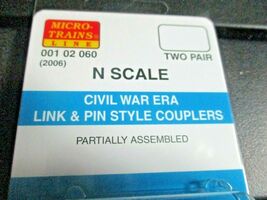 MICRO-
TRAINS®
LINE
001 02 060
(2006)
TWO PAIR
N SCALE
CIVIL WAR ERA
LINK & PIN STYLE COUPLERS
PARTIALLY ASSEMBLED